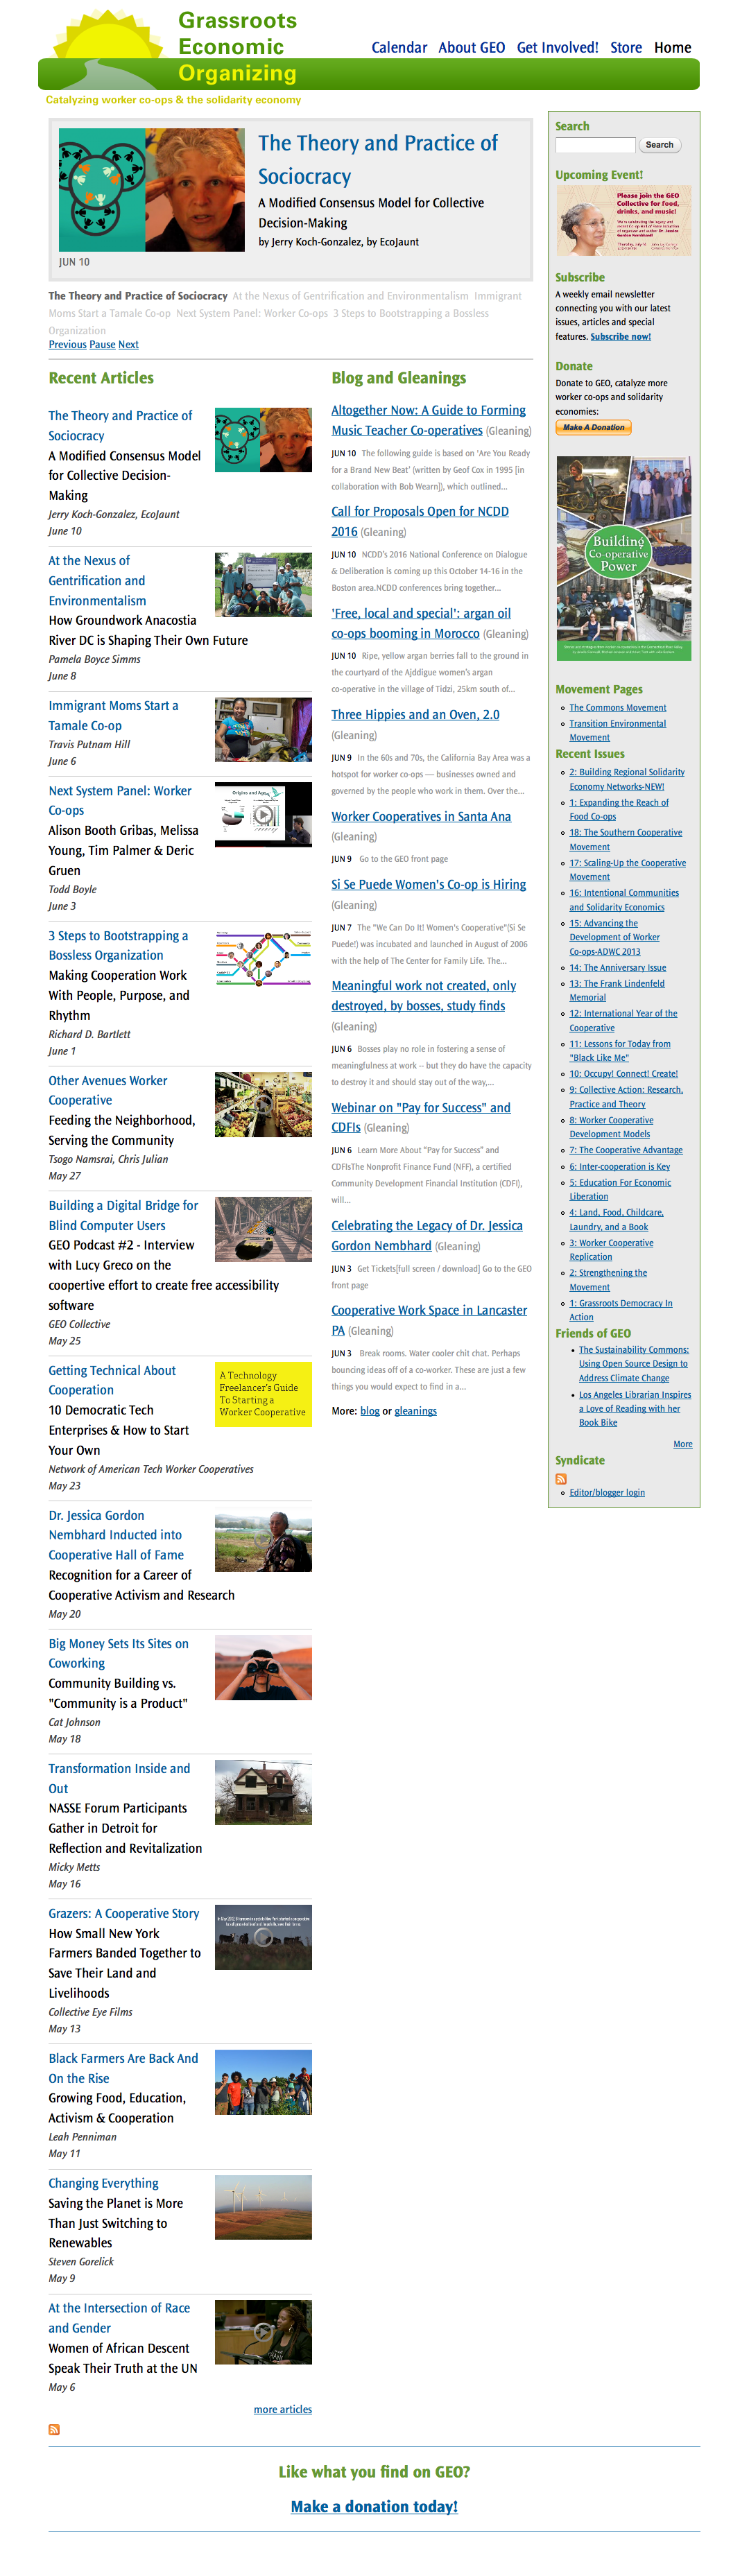 Grassroots
Economic
Organizing
Calendar About GEO Get Involved! Store Home
Catalyzing worker co-ops & the solidarity economy
The Theory and Practice of
Sociocracy
A Modified Consensus Model for Collective
Decision-Making
by Jerry Koch-Gonzalez, by EcoJaunt
JUN 10
The Theory and Practice of Sociocracy At the Nexus of Gentrification and Environmentalism Immigrant
Moms Start a Tamale Co-op Next System Panel: Worker Co-ops 3 Steps to Bootstrapping a Bossless
Organization
Previous Pause Next
Recent Articles
The Theory and Practice of
Sociocracy
A Modified Consensus Model
for Collective Decision-
Making
Jerry Koch-Gonzalez, EcoJaunt
June 10
At the Nexus of
Gentrification and
Environmentalism
How Groundwork Anacostia
River DC is Shaping Their Own Future
Pamela Boyce Simms
June 8
Immigrant Moms Start a
Tamale Co-op
Travis Putnam Hill
June 6
Next System Panel: Worker
Co-ops
Alison Booth Gribas, Melissa
Young, Tim Palmer & Deric
Gruen
Todd Boyle
June 3
Origins and Age
3 Steps to Bootstrapping a
Bossless Organization
Making Cooperation Work
With People, Purpose, and
Rhythm
Richard D. Bartlett
June 1
Other Avenues Worker
Cooperative
Feeding the Neighborhood,
Serving the Community
Tsogo Namsrai, Chris Julian
May 27
Building a Digital Bridge for
Blind Computer Users
GEO Podcast #2 - Interview
with Lucy Greco on the
coopertive effort to create free accessibility
software
GEO Collective
May 25
Getting Technical About
Cooperation
10 Democratic Tech
Enterprises & How to Start
Your Own
Network of American Tech Worker Cooperatives
May 23
A Technology
Freelancer's Guide
To Starting a
Worker Cooperative
Dr. Jessica Gordon
Nembhard Inducted into
Cooperative Hall of Fame
Recognition for a Career of
Cooperative Activism and Research
May 20
Big Money Sets Its Sites on
Coworking
Community Building vs.
"Community is a Product"
Cat Johnson
May 18
Transformation Inside and
Out
NASSE Forum Participants
Gather in Detroit for
Reflection and Revitalization
Micky Metts
May 16
Grazers: A Cooperative Story
How Small New York
Farmers Banded Together to
Save Their Land and
Livelihoods
Collective Eye Films
May 13
Black Farmers Are Back And
On the Rise
Growing Food, Education,
Activism & Cooperation
Leah Penniman
May 11
Changing Everything
Saving the Planet is More
Than Just Switching to
Renewables
Steven Gorelick
May 9
At the Intersection of Race
and Gender
Women of African Descent
Speak Their Truth at the UN
May 6
more articles
Blog and Gleanings
Altogether Now: A Guide to Forming
Music Teacher Co-operatives (Gleaning)
JUN 10 The following guide is based on 'Are You Ready
for a Brand New Beat' (written by Geof Cox in 1995 [in
collaboration with Bob Wearn]), which outlined...
Call for Proposals Open for NCDD
2016 (Gleaning)
JUN 10 NCDD's 2016 National Conference on Dialogue
& Deliberation is coming up this October 14-16 in the
Boston area.NCDD conferences bring together...
'Free, local and special': argan oil
co-ops booming in Morocco (Gleaning)
JUN 10 Ripe, yellow argan berries fall to the ground in
the courtyard of the Ajddigue women's argan
co-operative in the village of Tidzi, 25km south of...
Three Hippies and an Oven, 2.0
(Gleaning)
JUN 9 In the 60s and 70s, the California Bay Area was a
hotspot for worker co-ops — businesses owned and
governed by the people who work in them. Over the...
Worker Cooperatives in Santa Ana
(Gleaning)
JUN 9 Go to the GEO front page
Si Se Puede Women's Co-op is Hiring
(Gleaning)
JUN 7 The "We Can Do It! Women's Cooperative"(Si Se
Puede!) was incubated and launched in August of 2006
with the help of The Center for Family Life. The...
Meaningful work not created, only
destroyed, by bosses, study finds
(Gleaning)
JUN 6 Bosses play no role in fostering a sense of
meaningfulness at work – but they do have the capacity
to destroy it and should stay out of the way,...
Webinar on "Pay for Success" and
CDFIs (Gleaning)
JUN 6 Learn More About "Pay for Success" and
CDFIsThe Nonprofit Finance Fund (NFF), a certified
Community Development Financial Institution (CDFI),
will...
Celebrating the Legacy of Dr. Jessica
Gordon Nembhard (Gleaning)
JUN 3 Get Tickets[full screen / download] Go to the GEO
front page
Cooperative Work Space in Lancaster
PA (Gleaning)
JUN 3 Break rooms. Water cooler chit chat. Perhaps
bouncing ideas off of a co-worker. These are just a few
things you would expect to find in a...
More: blog or gleanings
Search
Search
Upcoming Event!
Please join the GEO
Collective for food,
drinks, and music!
Subscribe
A weekly email newsletter
connecting you with our latest
issues, articles and special
features. Subscribe now!
Donate
Donate to GEO, catalyze more
worker co-ops and solidarity
economies:
Make A Donation
Building
Co-operative
Power
Movement Pages
The Commons Movement
Transition Environmental
Movement
Recent Issues
2: Building Regional Solidarity
Economy Networks-NEW!
1: Expanding the Reach of
Food Co-ops
18: The Southern Cooperative
Movement
17: Scaling-Up the Cooperative
Movement
16: Intentional Communities
and Solidarity Economics
15: Advancing the
Development of Worker
Co-ops-ADWC 2013
14: The Anniversary Issue
13: The Frank Lindenfeld
Memorial
12: International Year of the
Cooperative
11: Lessons for Today from
"Black Like Me"
10: Occupy! Connect! Create!
9: Collective Action: Research,
Practice and Theory
8: Worker Cooperative
Development Models
7: The Cooperative Advantage
6: Inter-cooperation is Key
5: Education For Economic
Liberation
4: Land, Food, Childcare,
Laundry, and a Book
3: Worker Cooperative
Replication
2: Strengthening the
Movement
1: Grassroots Democracy In
Action
Friends of GEO
The Sustainability Commons:
Using Open Source Design to
Address Climate Change
Los Angeles Librarian Inspires
a Love of Reading with her
Book Bike
More
Syndicate
Editor/blogger login
Like what you find on GEO?
Make a donation today!